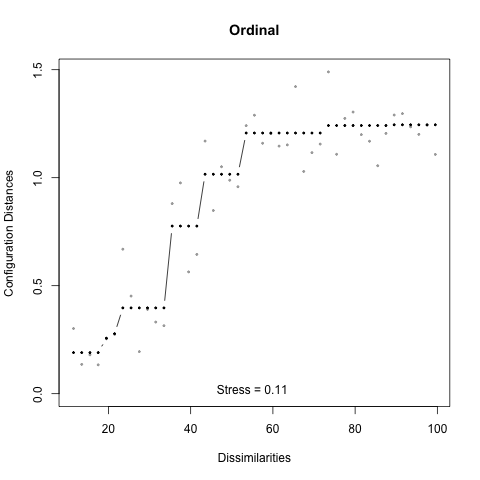 Ordinal
Configuration Distances
1.5
1.0
0.5
0.0
Stress = 0.11
20 40 60 80 100
Dissimilarities